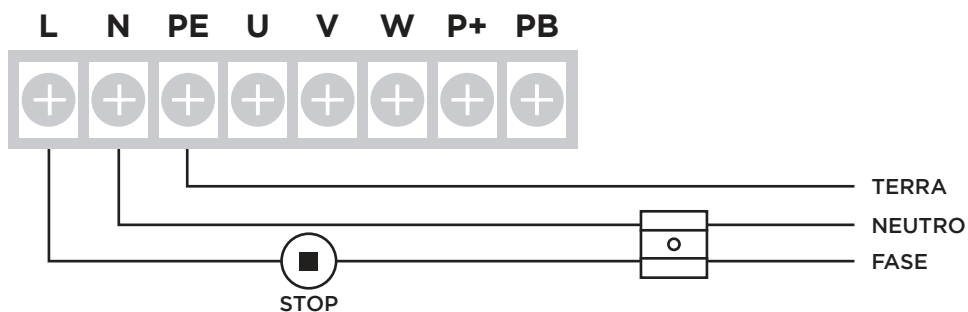 L N PE U V W P+ PB
TERRA
NEUTRO
FASE
STOP